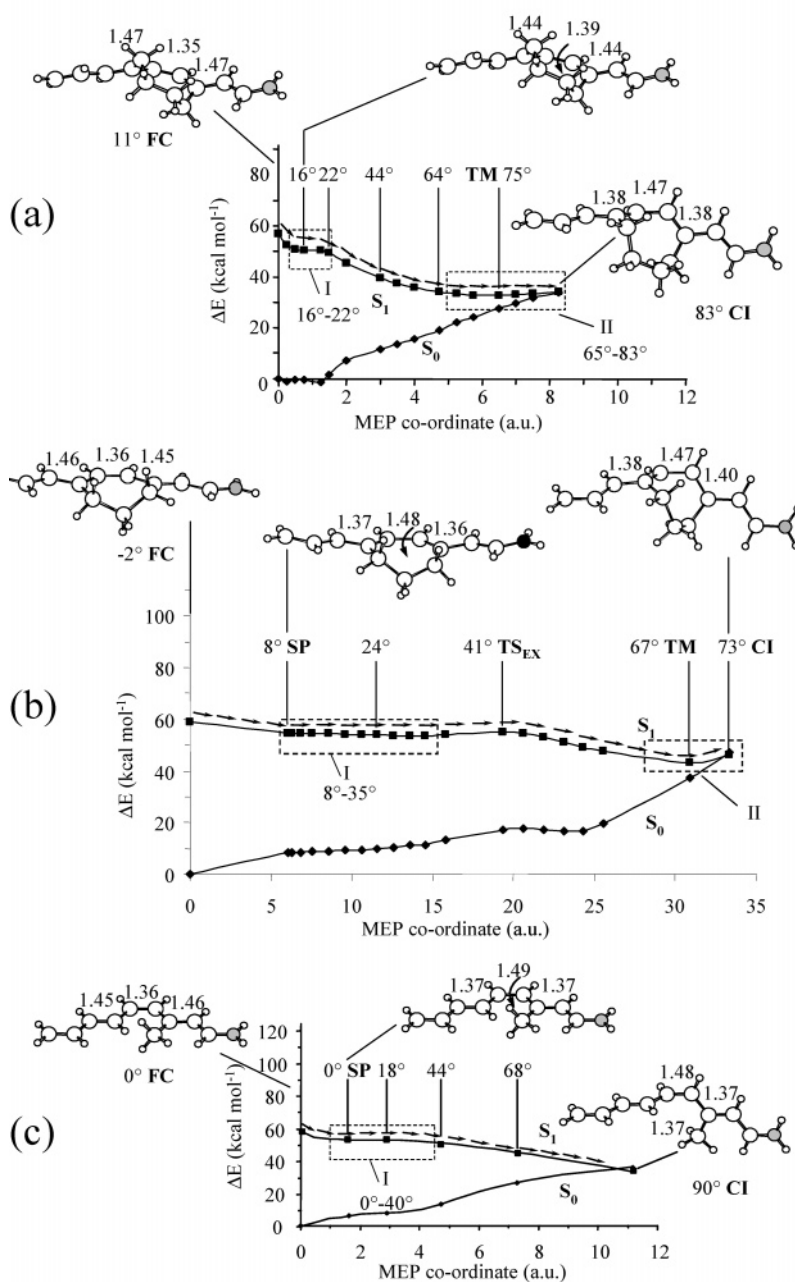 1.47 1.35
1.47
11° FC
1.44 1.39
1.44
(a)
80
60
40
20
0
ΔE (kcal mol⁻¹)
16° 22° 44° 64° TM 75°
I
16°-22°
S₁
S₀
II
65°-83°
1.38 1.47
1.38
83° CI
0 2 4 6 8 10 12
MEP co-ordinate (a.u.)
1.46 1.36 1.45
-2° FC
1.37 1.48 1.36
1.47
1.38 1.40
(b)
100
80
60
40
20
0
ΔE (kcal mol⁻¹)
8° SP 24° 41° TSEX 67° TM 73° CI
I
8°-35°
S₁
S₀
II
0 5 10 15 20 25 30 35
MEP co-ordinate (a.u.)
1.45 1.36 1.46
0° FC
1.37 1.49 1.37
(c)
120
100
80
60
40
20
0
ΔE (kcal mol⁻¹)
0° SP 18° 44° 68°
I
0°-40°
S₁
S₀
1.48 1.37
1.37
90° CI
0 2 4 6 8 10 12
MEP co-ordinate (a.u.)